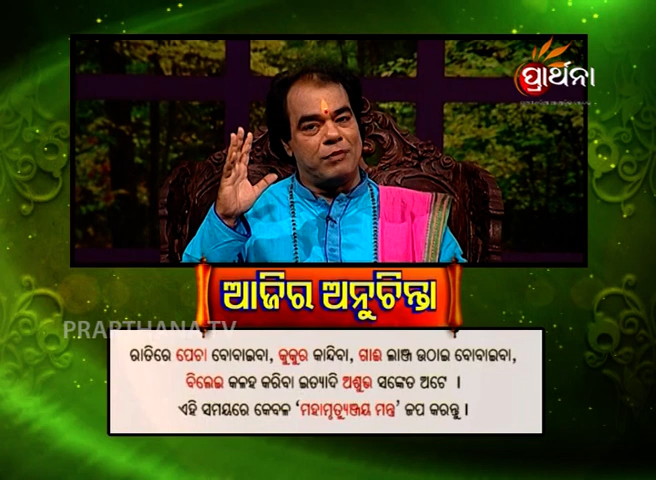 ପ୍ରାର୍ଥନା
ଆଜିର ଅନୁଚିନ୍ତା
PRARTHANA TV
ରାତିରେ ପେଚା ବୋବାଇବା, କୁକୁର କାନ୍ଦିବା, ଗାଈ ଲାଞ୍ଜ ଉଠାଇ ବୋବାଇବା,
ବିଲେଇ କଳହ କରିବା ଇତ୍ୟାଦି ଅଶୁଭ ସଙ୍କେତ ଅଟେ ।
ଏହି ସମୟରେ କେବଳ ‘ମହାମୃତ୍ୟୁଞ୍ଜୟ ମନ୍ତ୍ର’ ଜପ କରନ୍ତୁ ।